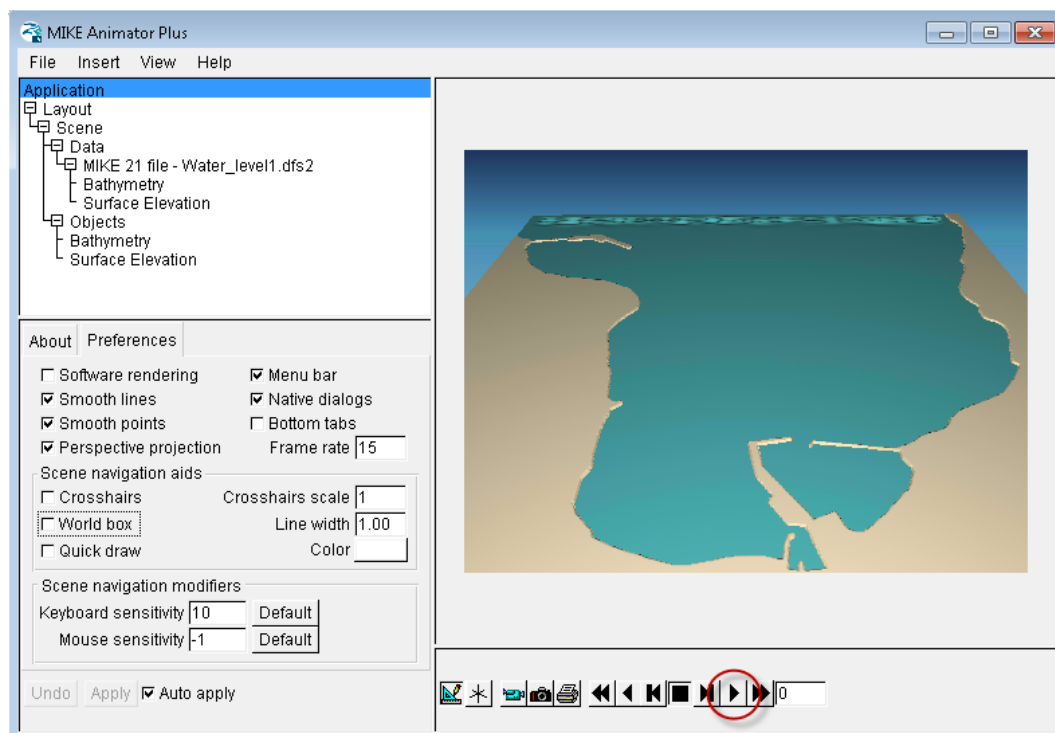 MIKE Animator Plus
File Insert View Help
Application
Layout
Scene
Data
MIKE 21 file - Water_level1.dfs2
Bathymetry
Surface Elevation
Objects
Bathymetry
Surface Elevation
About Preferences
Software rendering Menu bar
Smooth lines Native dialogs
Smooth points Bottom tabs
Perspective projection Frame rate 15
Scene navigation aids
Crosshairs Crosshairs scale 1
World box Line width 1.00
Quick draw Color
Scene navigation modifiers
Keyboard sensitivity 10 Default
Mouse sensitivity -1 Default
Undo Apply Auto apply 0